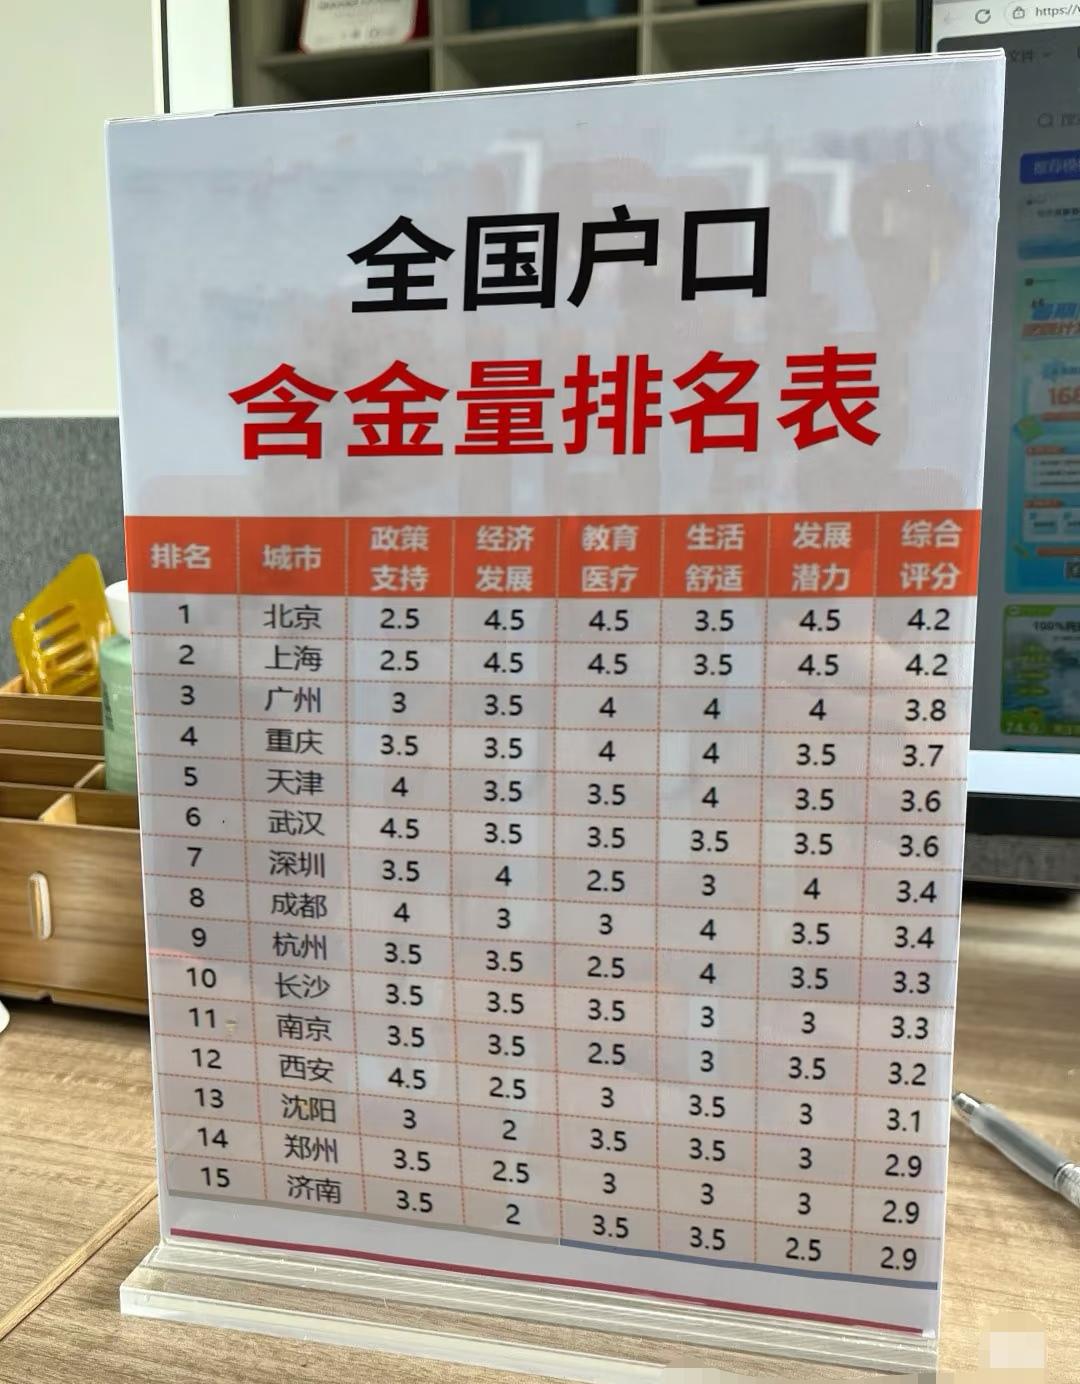 https://
文件
全国户口
含金量排名表
排名 城市 政策支持 经济发展 教育医疗 生活舒适 发展潜力 综合评分
1 北京 2.5 4.5 4.5 3.5 4.5 4.2
2 上海 2.5 4.5 4.5 3.5 4.5 4.2
3 广州 3 3.5 4 4 4 3.8
4 重庆 3.5 3.5 4 4 3.5 3.7
5 天津 4 3.5 3.5 4 3.5 3.6
6 武汉 4.5 3.5 3.5 3.5 3.5 3.6
7 深圳 3.5 4 2.5 3 4 3.4
8 成都 4 3 3 4 3.5 3.4
9 杭州 3.5 3.5 2.5 4 3.5 3.3
10 长沙 3.5 3.5 3.5 3 3 3.3
11 南京 3.5 3.5 2.5 3 3.5 3.2
12 西安 4.5 2.5 3 3.5 3 3.1
13 沈阳 3 2 3.5 3.5 3 2.9
14 郑州 3.5 2.5 3 3 3 2.9
15 济南 3.5 2 3.5 3.5 2.5 2.9